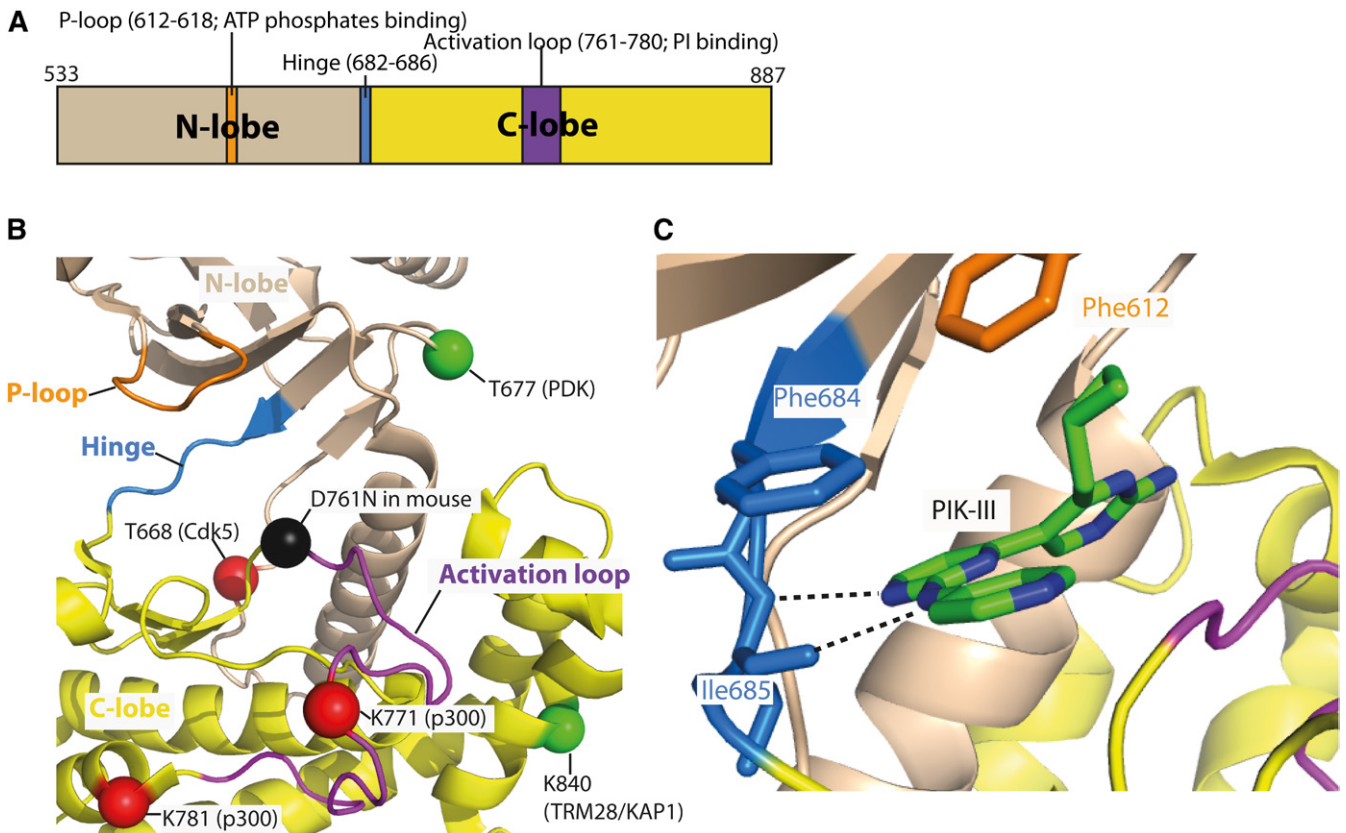 A
P-loop (612-618; ATP phosphates binding)
Activation loop (761-780; PI binding)
Hinge (682-686)
533
887
N-lobe
C-lobe
B
N-lobe
P-loop
T677 (PDK)
Hinge
D761N in mouse
T668 (Cdk5)
Activation loop
C-lobe
K771 (p300)
K840
(TRM28/KAP1)
K781 (p300)
C
Phe612
Phe684
PIK-III
Ile685